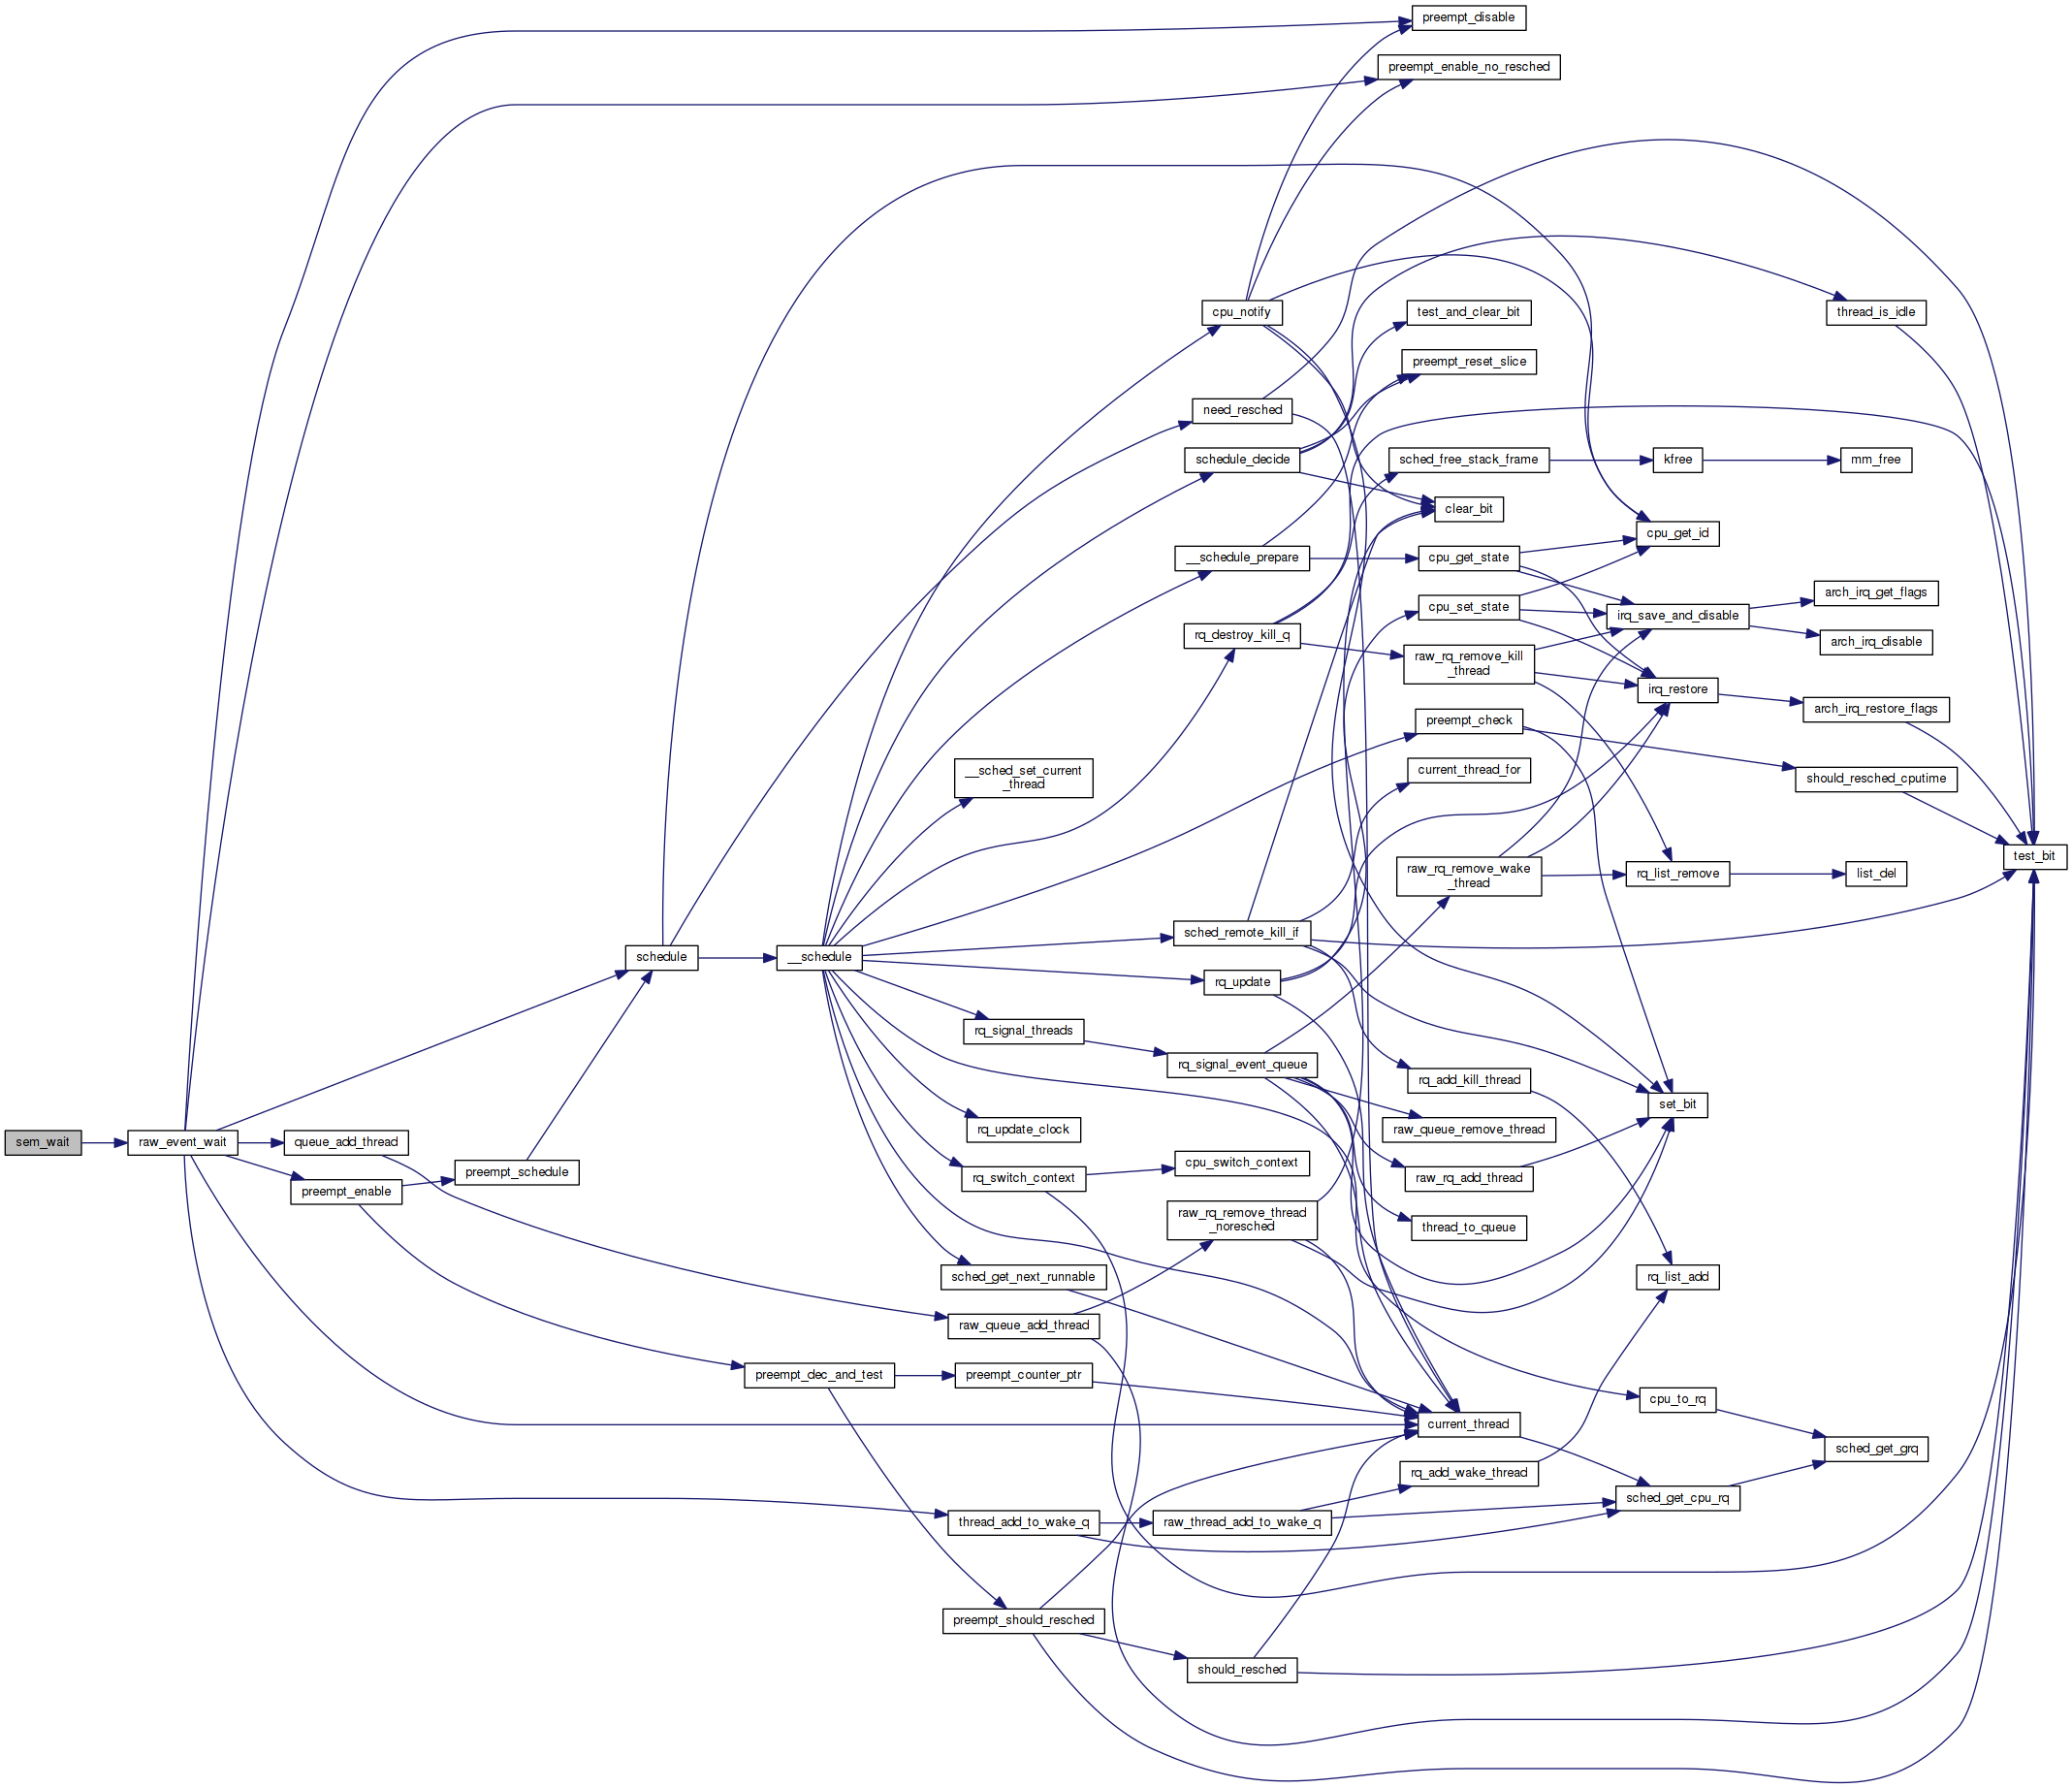 preempt_disable
preempt_enable_no_resched
cpu_notify
thread_is_idle
test_and_clear_bit
preempt_reset_slice
need_resched
schedule_decide
sched_free_stack_frame
kfree
mm_free
clear_bit
cpu_get_id
__schedule_prepare
cpu_get_state
arch_irq_get_flags
cpu_set_state
irq_save_and_disable
rq_destroy_kill_q
arch_irq_disable
raw_rq_remove_kill
_thread
irq_restore
arch_irq_restore_flags
preempt_check
__sched_set_current
_thread
current_thread_for
should_resched_cputime
test_bit
raw_rq_remove_wake
_thread
rq_list_remove
list_del
sched_remote_kill_if
schedule
__schedule
rq_update
rq_signal_threads
rq_signal_event_queue
rq_add_kill_thread
set_bit
rq_update_clock
raw_queue_remove_thread
sem_wait
raw_event_wait
queue_add_thread
preempt_schedule
cpu_switch_context
rq_switch_context
raw_rq_add_thread
preempt_enable
raw_rq_remove_thread
_noresched
thread_to_queue
sched_get_next_runnable
rq_list_add
raw_queue_add_thread
preempt_dec_and_test
preempt_counter_ptr
cpu_to_rq
current_thread
sched_get_grq
rq_add_wake_thread
sched_get_cpu_rq
thread_add_to_wake_q
raw_thread_add_to_wake_q
preempt_should_resched
should_resched